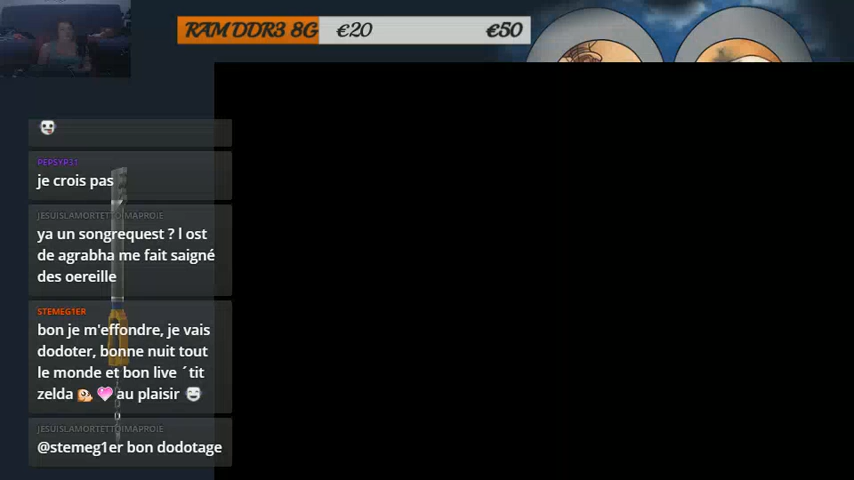 RAM DDR3 8G €20 €50
PEPSYP31
je crois pas
JESUISLAMORTETTOIMAPROIE
ya un songrequest ? l ost
de agrabha me fait saigné
des oereille
STEMEG1ER
bon je m'effondre, je vais
dodoter, bonne nuit tout
le monde et bon live ´tit
zelda au plaisir
JESUISLAMORTETTOIMAPROIE
@stemeg1er bon dodotage